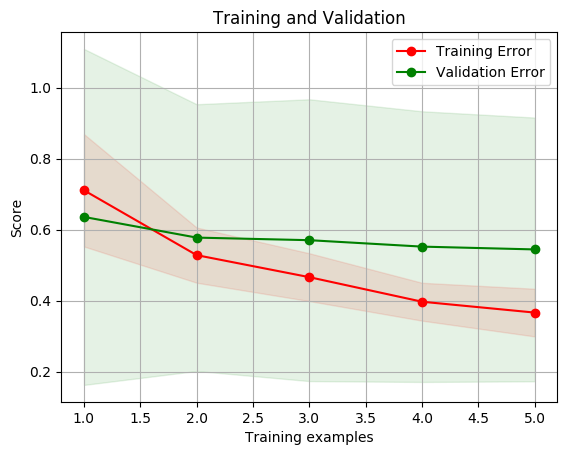 Training and Validation
Training Error
Validation Error
Score
1.0
0.8
0.6
0.4
0.2
1.0 1.5 2.0 2.5 3.0 3.5 4.0 4.5 5.0
Training examples